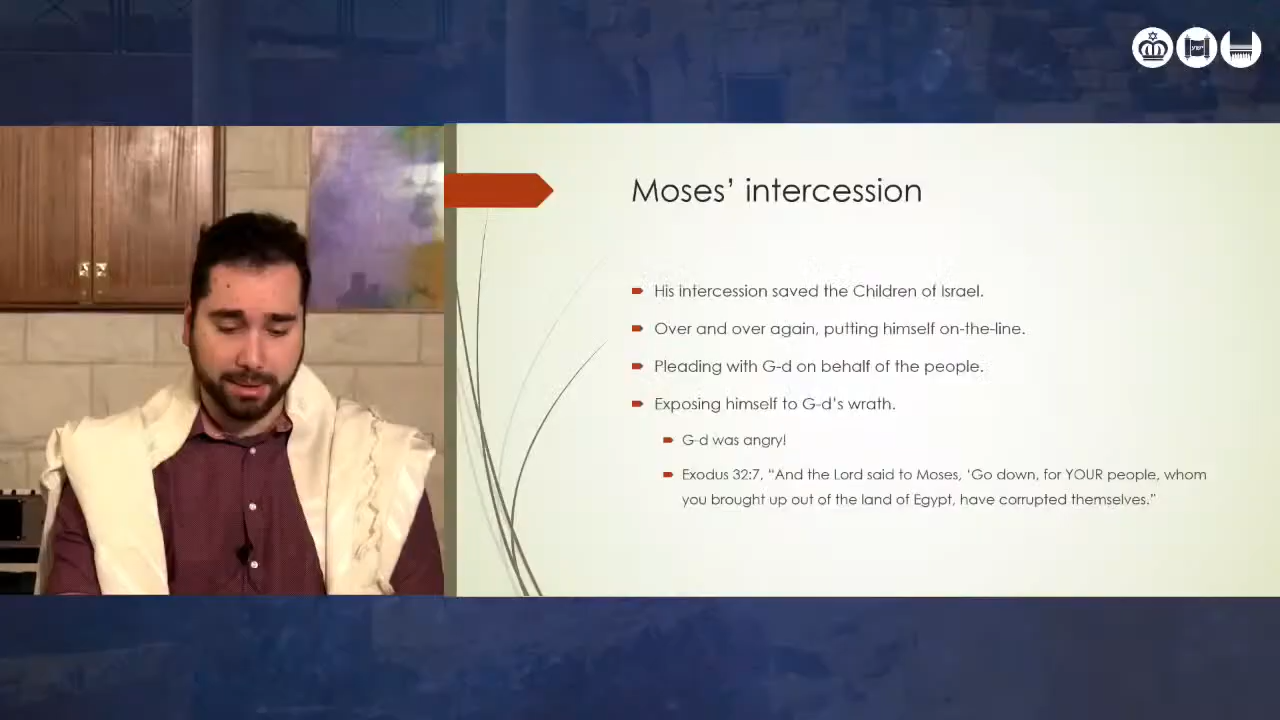 Moses’ intercession
His intercession saved the Children of Israel.
Over and over again, putting himself on-the-line.
Pleading with G-d on behalf of the people.
Exposing himself to G-d’s wrath.
G-d was angry!
Exodus 32:7, “And the Lord said to Moses, ‘Go down, for YOUR people, whom
you brought up out of the land of Egypt, have corrupted themselves.”